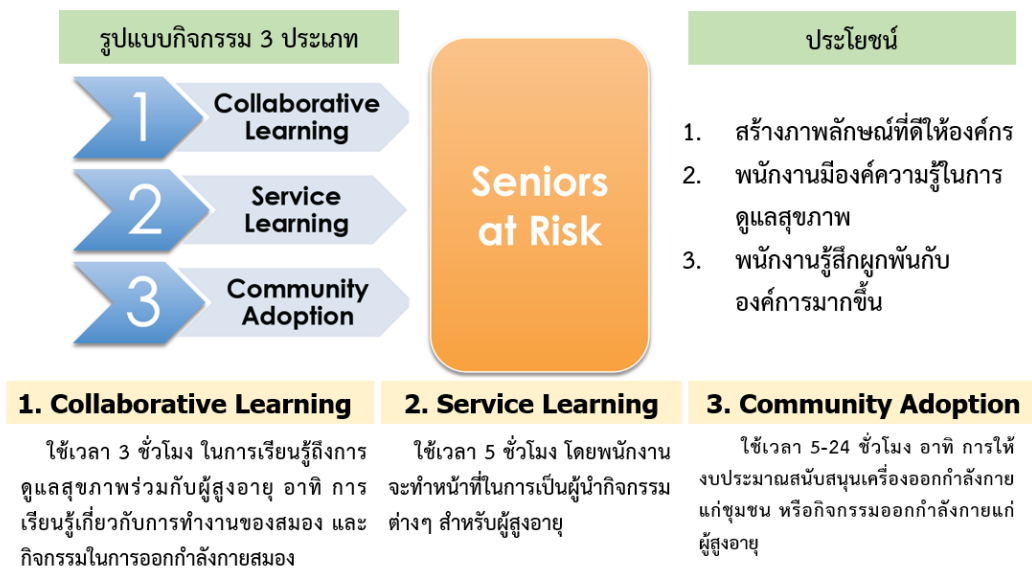 รูปแบบกิจกรรม 3 ประเภท
1
Collaborative
Learning
2
Service
Learning
3
Community
Adoption
Seniors
at Risk
ประโยชน์
1. สร้างภาพลักษณ์ที่ดีให้องค์กร
2. พนักงานมีองค์ความรู้ในการ
ดูแลสุขภาพ
3. พนักงานรู้สึกผูกพันกับ
องค์การมากขึ้น
1. Collaborative Learning
ใช้เวลา 3 ชั่วโมง ในการเรียนรู้ถึงการ
ดูแลสุขภาพร่วมกับผู้สูงอายุ อาทิ การ
เรียนรู้เกี่ยวกับการทำงานของสมอง และ
กิจกรรมในการออกกำลังกายสมอง
2. Service Learning
ใช้เวลา 5 ชั่วโมง โดยพนักงาน
จะทำหน้าที่ในการเป็นผู้นำกิจกรรม
ต่างๆ สำหรับผู้สูงอายุ
3. Community Adoption
ใช้เวลา 5-24 ชั่วโมง อาทิ การให้
งบประมาณสนับสนุนเครื่องออกกำลังกาย
แก่ชุมชน หรือกิจกรรมออกกำลังกายแก่
ผู้สูงอายุ